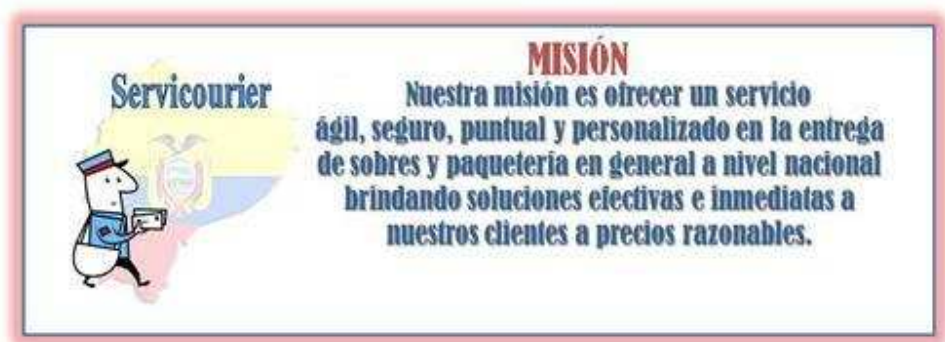 Servicourier
MISIÓN
Nuestra misión es ofrecer un servicio
ágil, seguro, puntual y personalizado en la entrega
de sobres y paquetería en general a nivel nacional
brindando soluciones efectivas e inmediatas a
nuestros clientes a precios razonables.